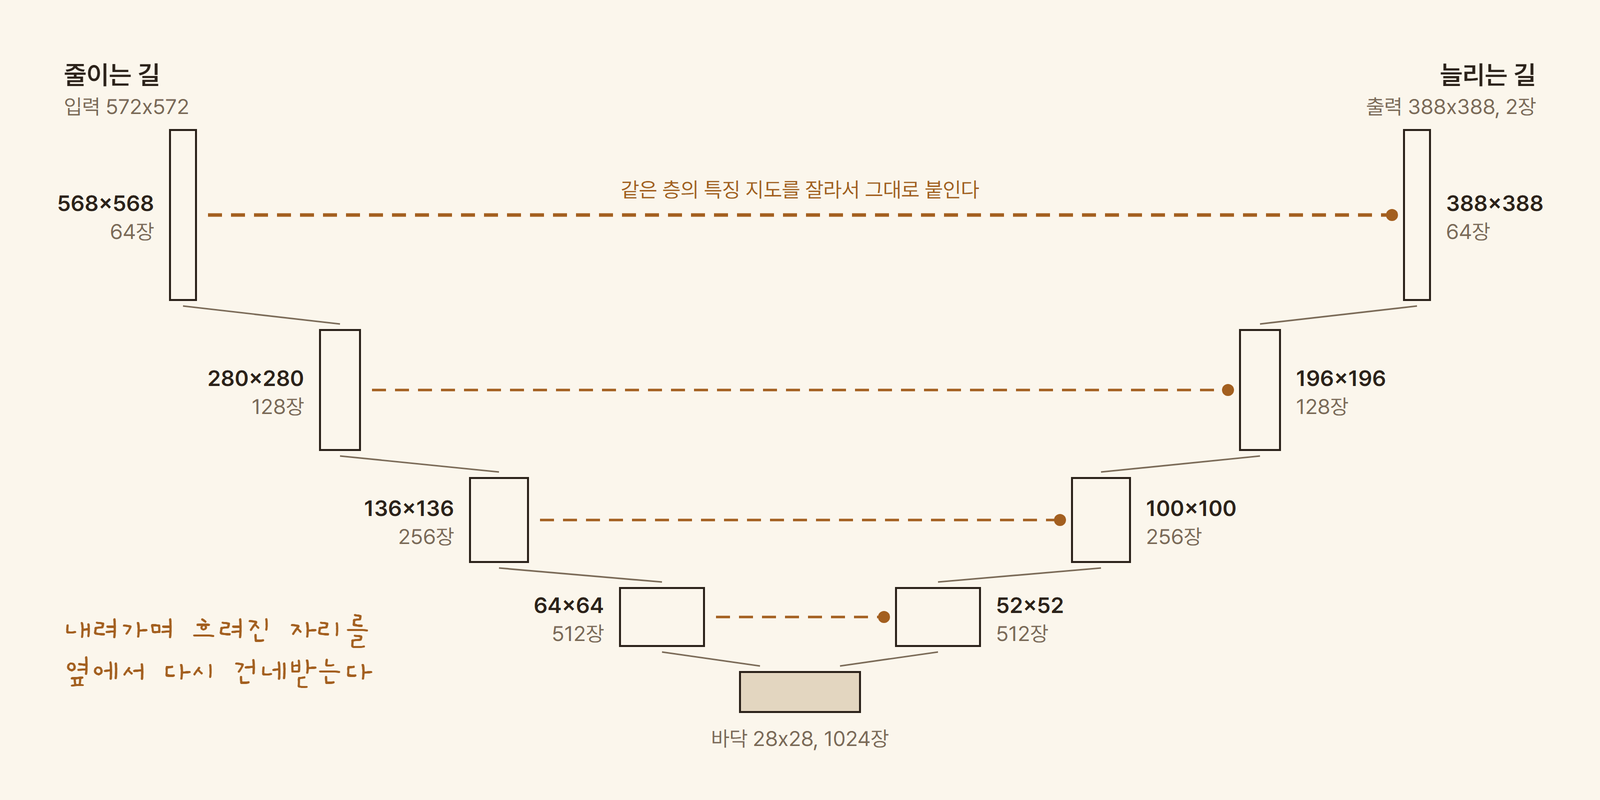 줄이는 길
입력 572x572
늘리는 길
출력 388x388, 2장
같은 층의 특징 지도를 잘라서 그대로 붙인다
568×568
64장
388×388
64장
280×280
128장
196×196
128장
136×136
256장
100×100
256장
64×64
512장
52×52
512장
내려가며 흐려진 자리를
옆에서 다시 건네받는다
바닥 28x28, 1024장